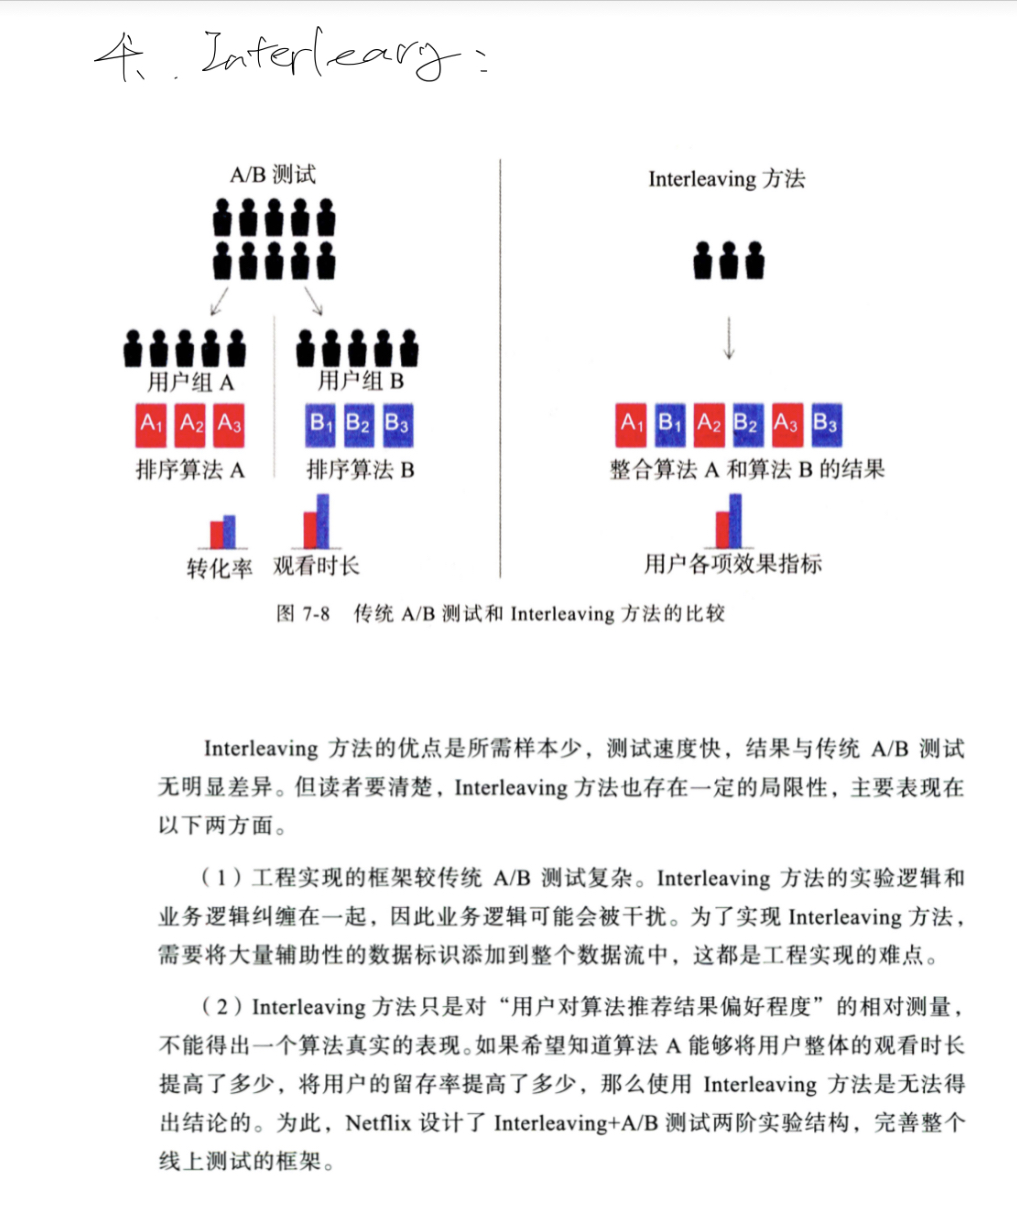 4、. Interleavg:
A/B 测试
用户组 A
用户组 B
A1 A2 A3
B1 B2 B3
排序算法 A
排序算法 B
转化率
观看时长
Interleaving 方法
A1 B1 A2 B2 A3 B3
整合算法 A 和算法 B 的结果
用户各项效果指标
图 7-8 传统 A/B 测试和 Interleaving 方法的比较
Interleaving 方法的优点是所需样本少，测试速度快，结果与传统 A/B 测试
无明显差异。但读者要清楚，Interleaving 方法也存在一定的局限性，主要表现在
以下两方面。
（1）工程实现的框架较传统 A/B 测试复杂。Interleaving 方法的实验逻辑和
业务逻辑纠缠在一起，因此业务逻辑可能会被干扰。为了实现 Interleaving 方法，
需要将大量辅助性的数据标识添加到整个数据流中，这都是工程实现的难点。
（2）Interleaving 方法只是对“用户对算法推荐结果偏好程度”的相对测量，
不能得出一个算法真实的表现。如果希望知道算法 A 能够将用户整体的观看时长
提高了多少，将用户的留存率提高了多少，那么使用 Interleaving 方法是无法得
出结论的。为此，Netflix 设计了 Interleaving+A/B 测试两阶实验结构，完善整个
线上测试的框架。